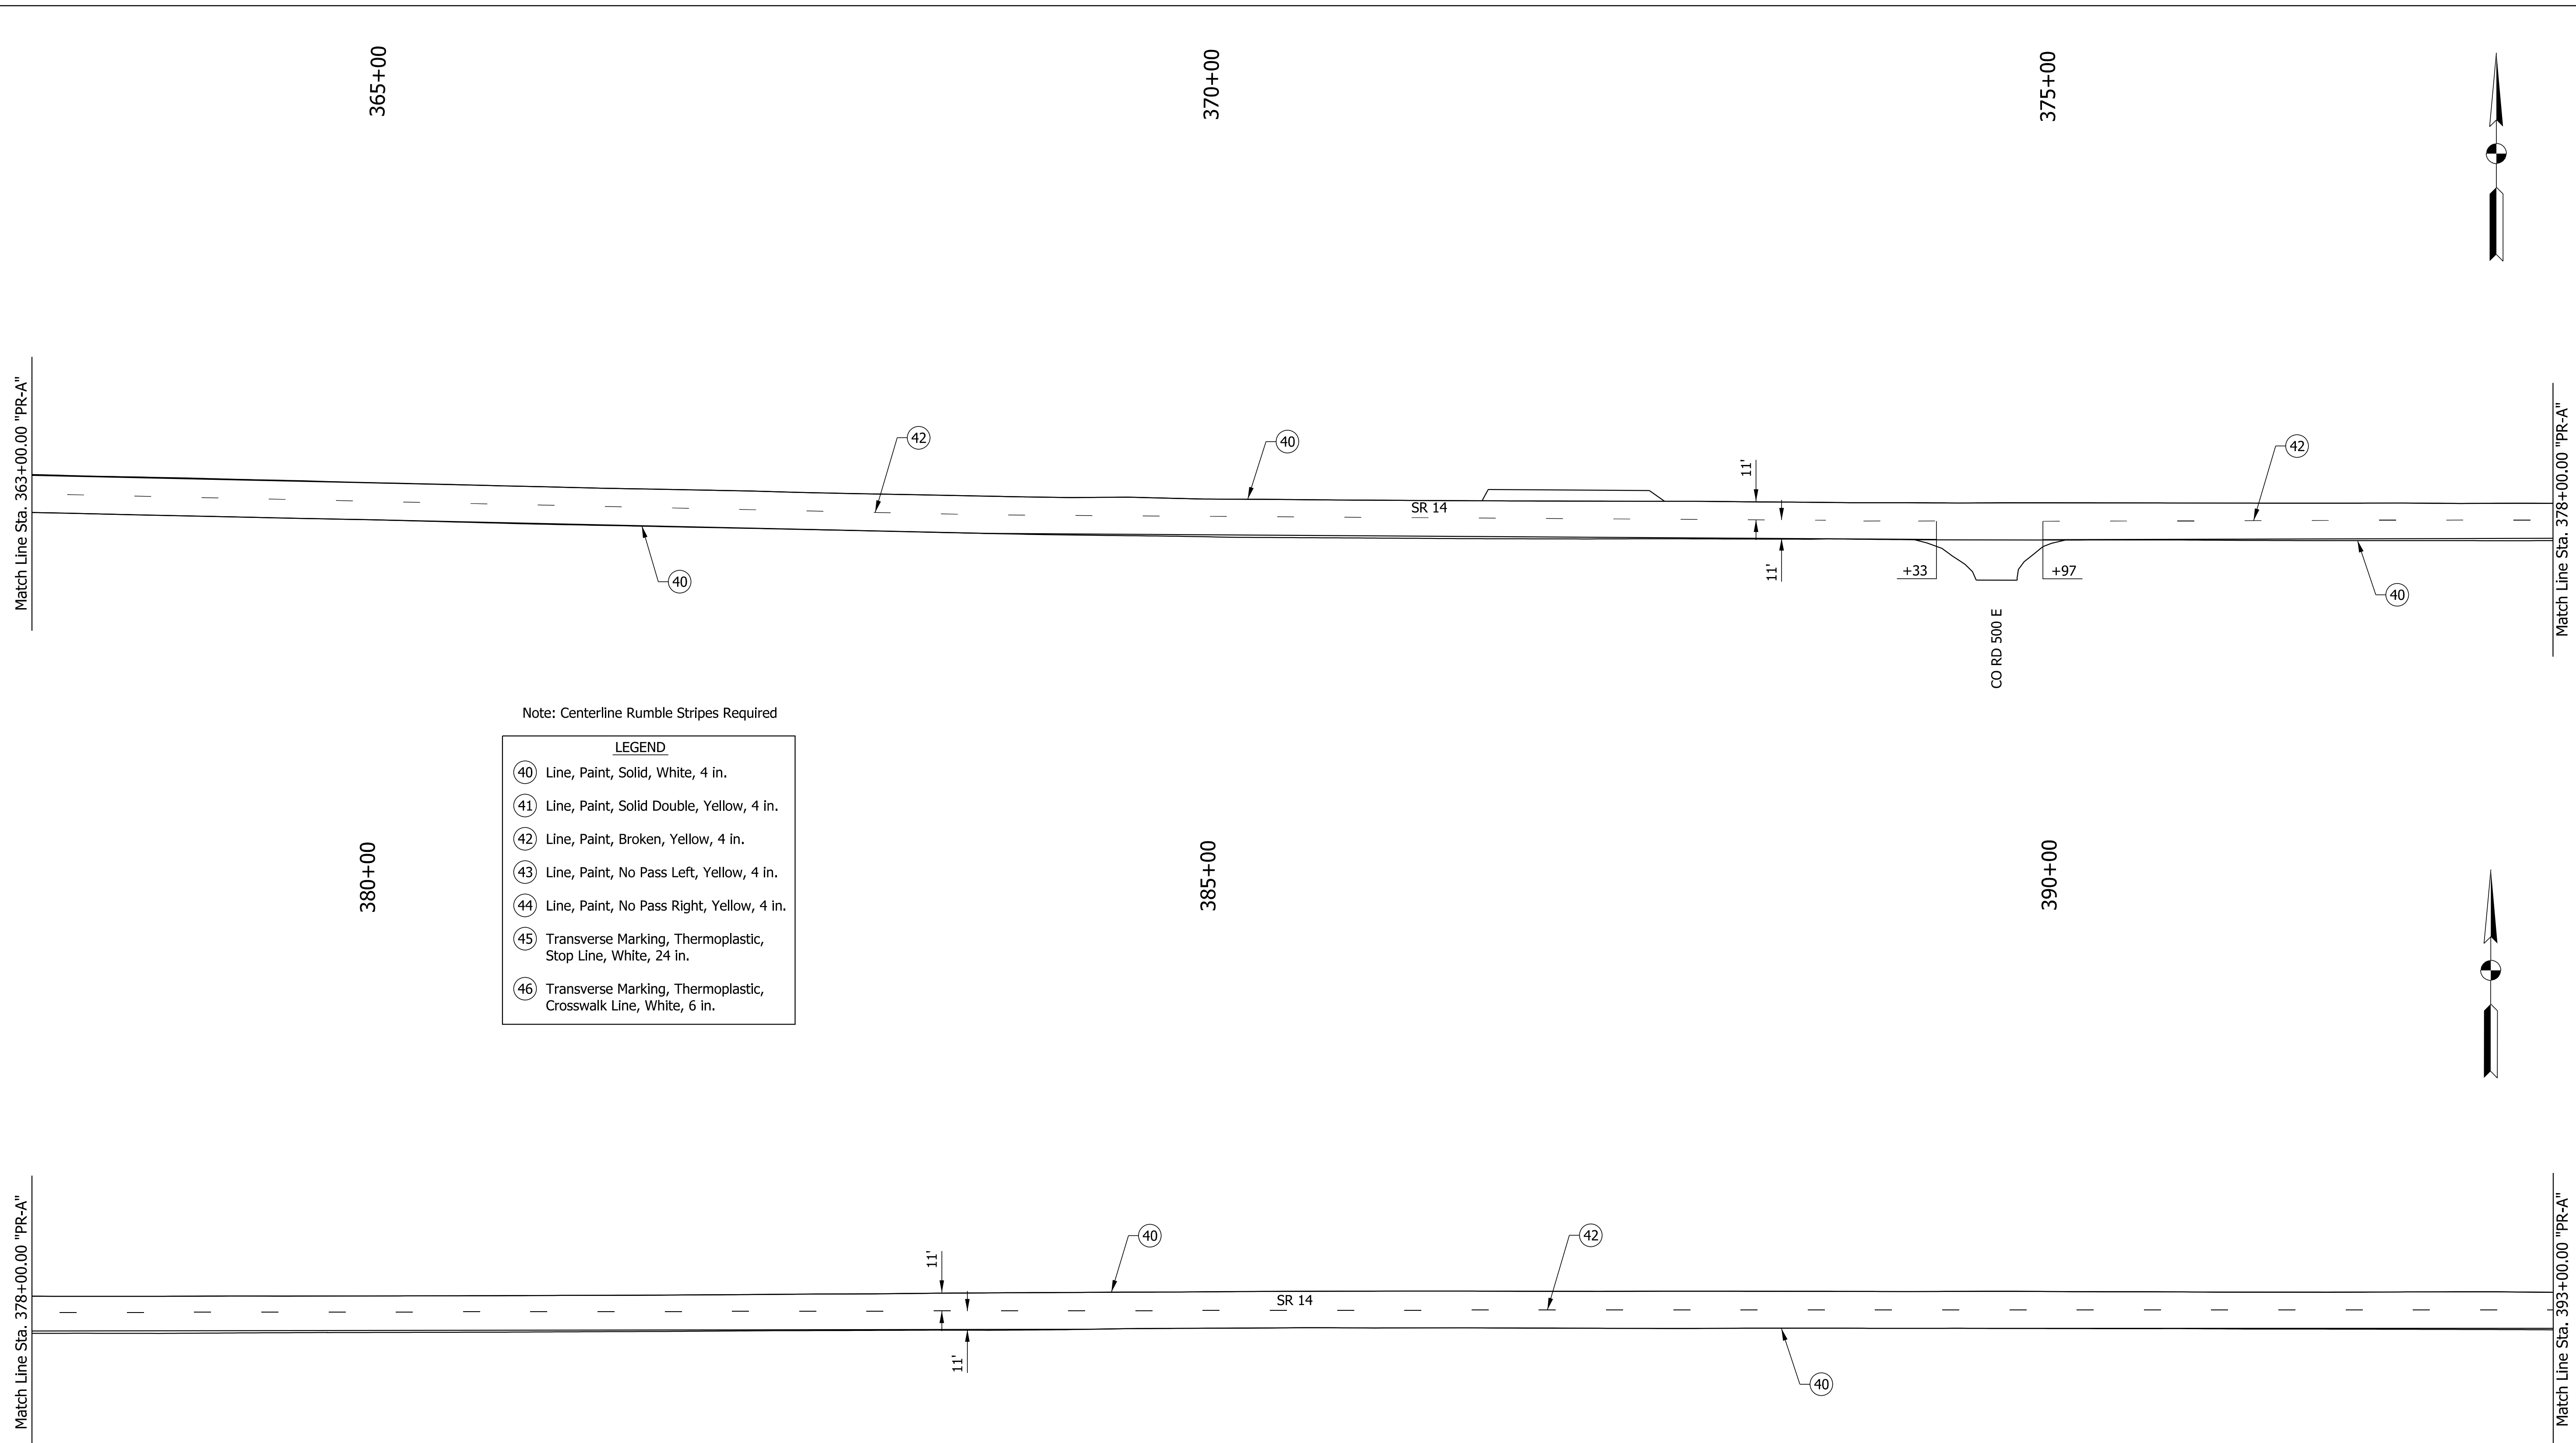 365+00
370+00
375+00
Match Line Sta. 363+00.00 "PR-A"
42
40
SR 14
11'
11'
42
Match Line Sta. 378+00.00 "PR-A"
40
+33
+97
40
CO RD 500 E
Note: Centerline Rumble Stripes Required
LEGEND
40 Line, Paint, Solid, White, 4 in.
41 Line, Paint, Solid Double, Yellow, 4 in.
42 Line, Paint, Broken, Yellow, 4 in.
43 Line, Paint, No Pass Left, Yellow, 4 in.
44 Line, Paint, No Pass Right, Yellow, 4 in.
45 Transverse Marking, Thermoplastic,
Stop Line, White, 24 in.
46 Transverse Marking, Thermoplastic,
Crosswalk Line, White, 6 in.
380+00
385+00
390+00
Match Line Sta. 378+00.00 "PR-A"
11'
40
42
SR 14
11'
40
Match Line Sta. 393+00.00 "PR-A"